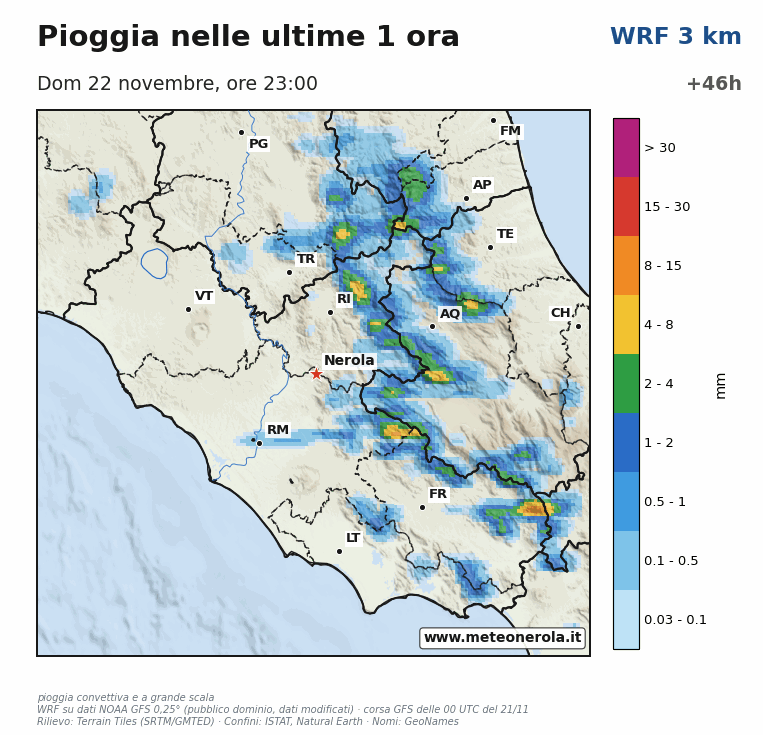 Pioggia nelle ultime 1 ora
WRF 3 km
Dom 22 novembre, ore 23:00
+46h
FM
PG
AP
TE
TR
VT
RI
AQ
CH
Nerola
RM
FR
LT
www.meteonerola.it
> 30
15 - 30
8 - 15
4 - 8
2 - 4
1 - 2
0.5 - 1
0.1 - 0.5
0.03 - 0.1
mm
pioggia convettiva e a grande scala
WRF su dati NOAA GFS 0,25° (pubblico dominio, dati modificati) · corsa GFS delle 00 UTC del 21/11
Rilievo: Terrain Tiles (SRTM/GMTED) · Confini: ISTAT, Natural Earth · Nomi: GeoNames